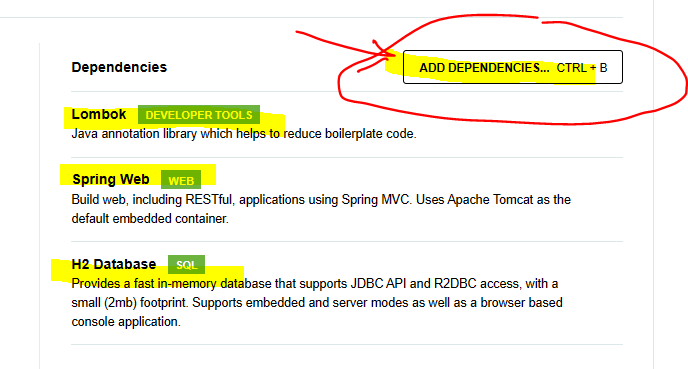 Dependencies
ADD DEPENDENCIES... CTRL + B
Lombok DEVELOPER TOOLS
Java annotation library which helps to reduce boilerplate code.
Spring Web WEB
Build web, including RESTful, applications using Spring MVC. Uses Apache Tomcat as the
default embedded container.
H2 Database SQL
Provides a fast in-memory database that supports JDBC API and R2DBC access, with a
small (2mb) footprint. Supports embedded and server modes as well as a browser based
console application.